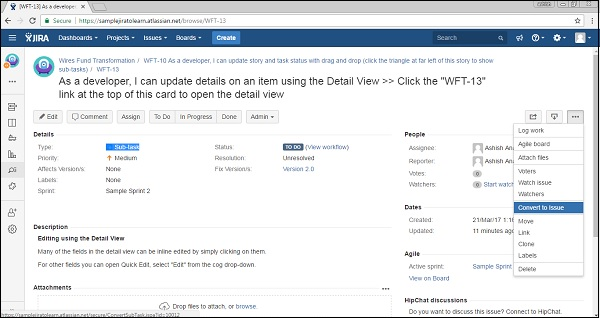 [WFT-13] As a developer, I
https://samplejiratolearn.atlassian.net/browse/WFT-13
JIRA Dashboards Projects Issues Boards Create Search
Wires Fund Transformation / WFT-10 As a developer, I can update story and task status with drag and drop (click the triangle at far left of this story to show
sub-tasks) / WFT-13
As a developer, I can update details on an item using the Detail View >> Click the "WFT-13"
link at the top of this card to open the detail view
Edit Comment Assign To Do In Progress Done Admin
Details
Type: Sub-task
Status: TO DO (View workflow)
Priority: Medium
Resolution: Unresolved
Affects Version/s: None
Fix Version/s: Version 2.0
Labels: None
Sprint: Sample Sprint 2
Description
Editing using the Detail View
Many of the fields in the detail view can be inline edited by simply clicking on them.
For other fields you can open Quick Edit, select "Edit" from the cog drop-down.
Attachments
Drop files to attach, or browse.
https://samplejiratolearn.atlassian.net/secure/ConvertSubTask.jspa?id=10012
People
Assignee: Ashish An
Reporter: Ashish An
Votes: 0
Watchers: 0 Start watc
Dates
Created: 21/Mar/17 1:1
Updated: 11 minutes ago
Agile
Active sprint: Sample Sprint
View on Board
HipChat discussions
Do you want to discuss this issue? Connect to HipChat.
Log work
Agile board
Attach files
Voters
Watch issue
Watchers
Convert to Issue
Move
Link
Clone
Labels
Delete